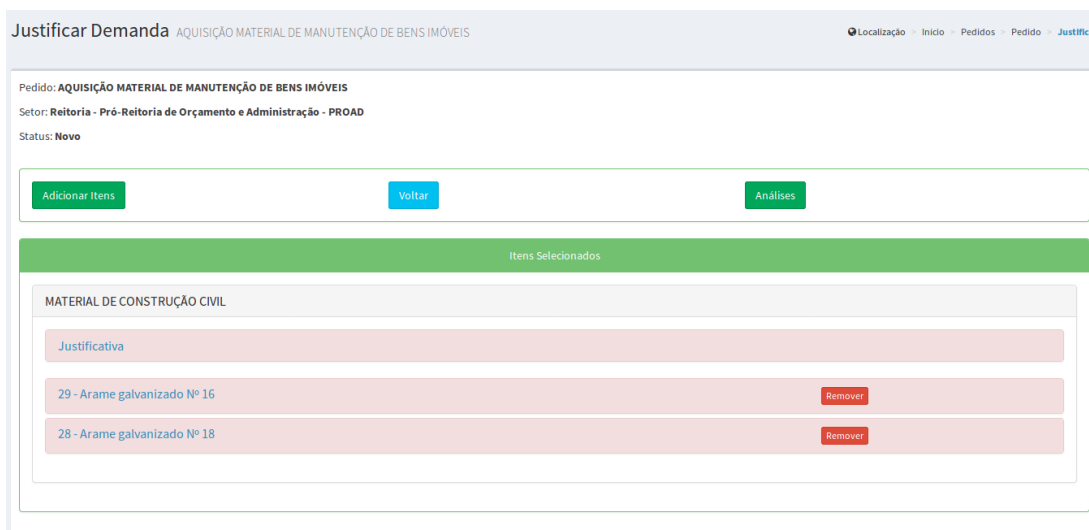 Justificar Demanda AQUISIÇÃO MATERIAL DE MANUTENÇÃO DE BENS IMÓVEIS
Localização > Inicio > Pedidos > Pedido > Justific
Pedido: AQUISIÇÃO MATERIAL DE MANUTENÇÃO DE BENS IMÓVEIS
Setor: Reitoria - Pró-Reitoria de Orçamento e Administração - PROAD
Status: Novo
Adicionar Itens
Voltar
Análises
Itens Selecionados
MATERIAL DE CONSTRUÇÃO CIVIL
Justificativa
29 - Arame galvanizado Nº 16
Remover
28 - Arame galvanizado Nº 18
Remover